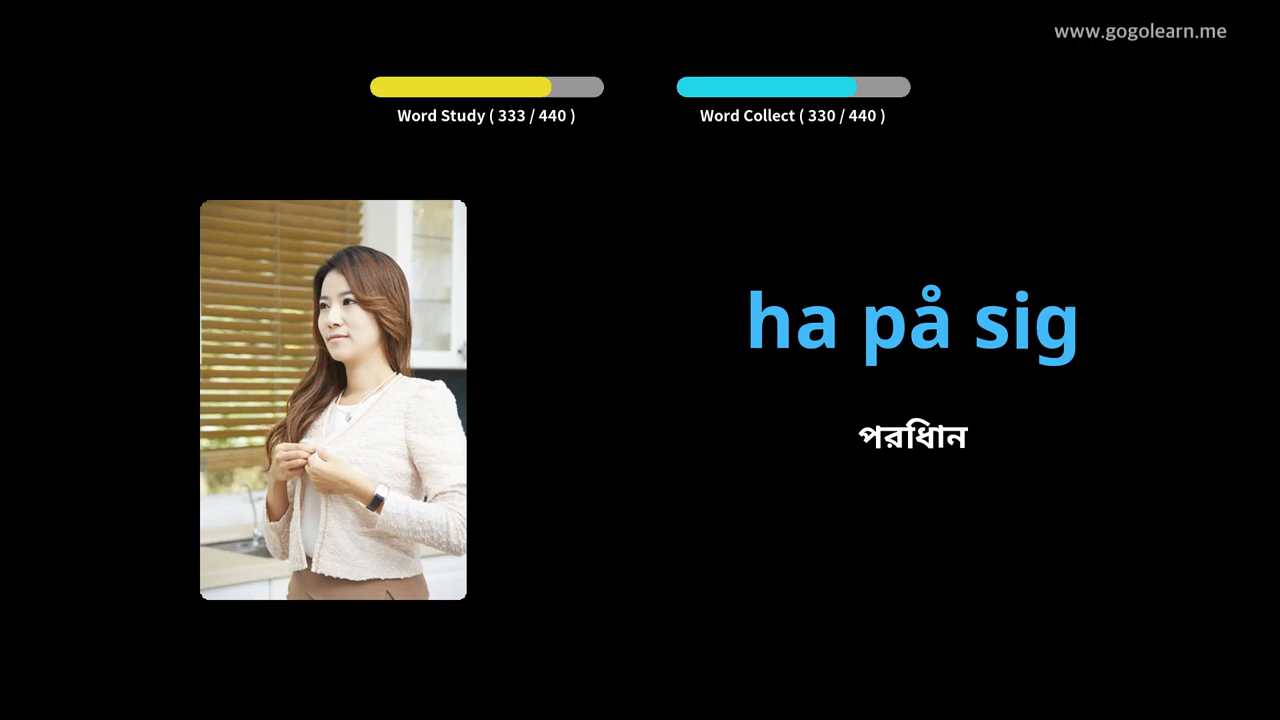 www.gogolearn.me
Word Study ( 333 / 440 )
Word Collect ( 330 / 440 )
ha på sig
পরিধান